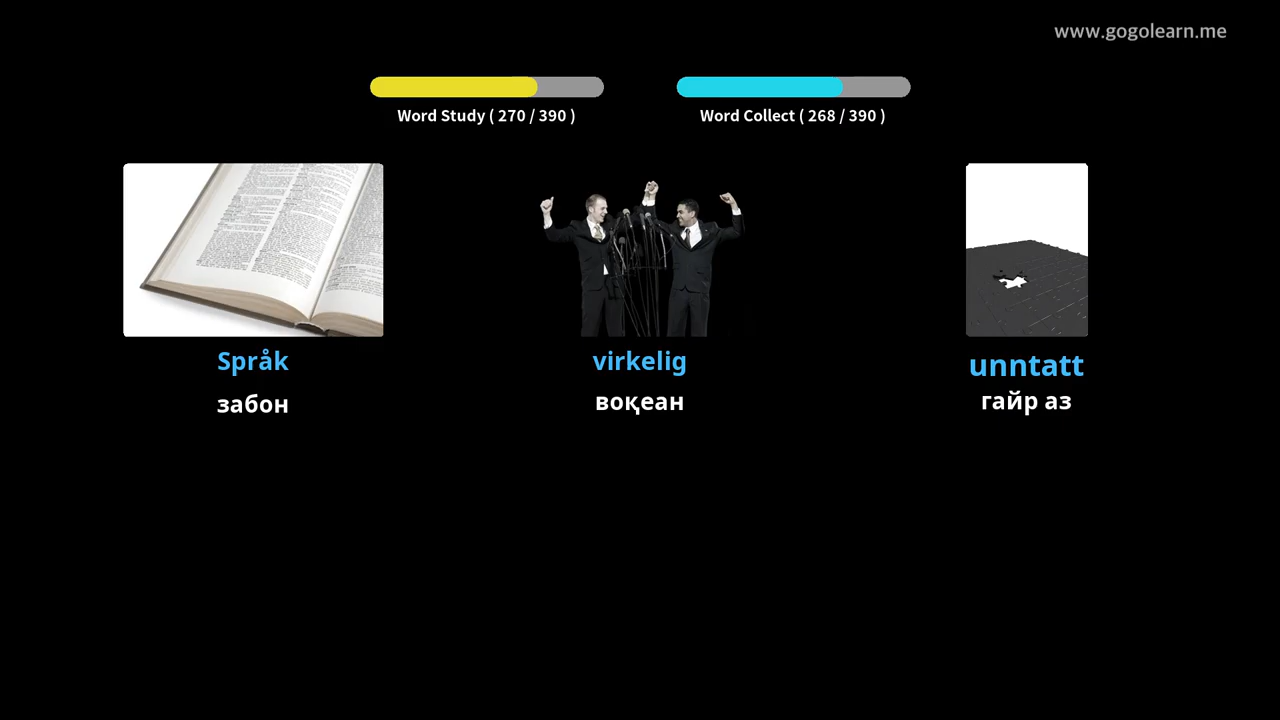 www.gogolearn.me
Word Study ( 270 / 390 )
Word Collect ( 268 / 390 )
Språk
забон
virkelig
воқеан
unntatt
гайр аз